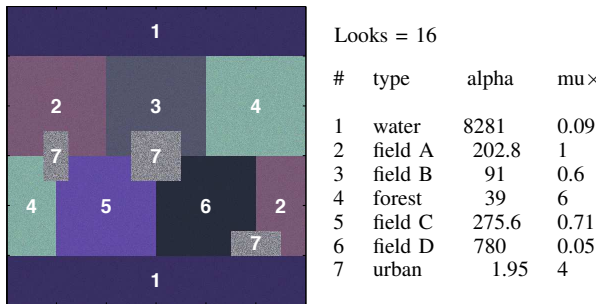 1
2 3 4
7 7
4 5 6 2
7
1
Looks = 16
# type alpha mu×
1 water 8281 0.09
2 field A 202.8 1
3 field B 91 0.6
4 forest 39 6
5 field C 275.6 0.71
6 field D 780 0.05
7 urban 1.95 4